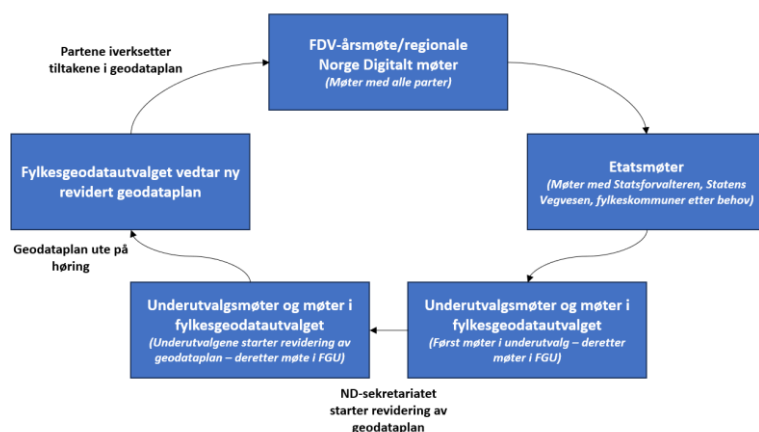 Partene iverksetter
tiltakene i geodataplan
FDV-årsmøte/regionale
Norge Digitalt møter
(Møter med alle parter)
Etatsmøter
(Møter med Statsforvalteren, Statens
Vegvesen, fylkeskommuner etter behov)
Underutvalgsmøter og møter i
fylkesgeodatautvalget
(Først møter i underutvalg – deretter
møter i FGU)
ND-sekretariatet
starter revidering av
geodataplan
Underutvalgsmøter og møter i
fylkesgeodatautvalget
(Underutvalgene starter revidering av
geodataplan – deretter møte i FGU)
Geodataplan ute på
høring
Fylkesgeodatautvalget vedtar ny
revidert geodataplan